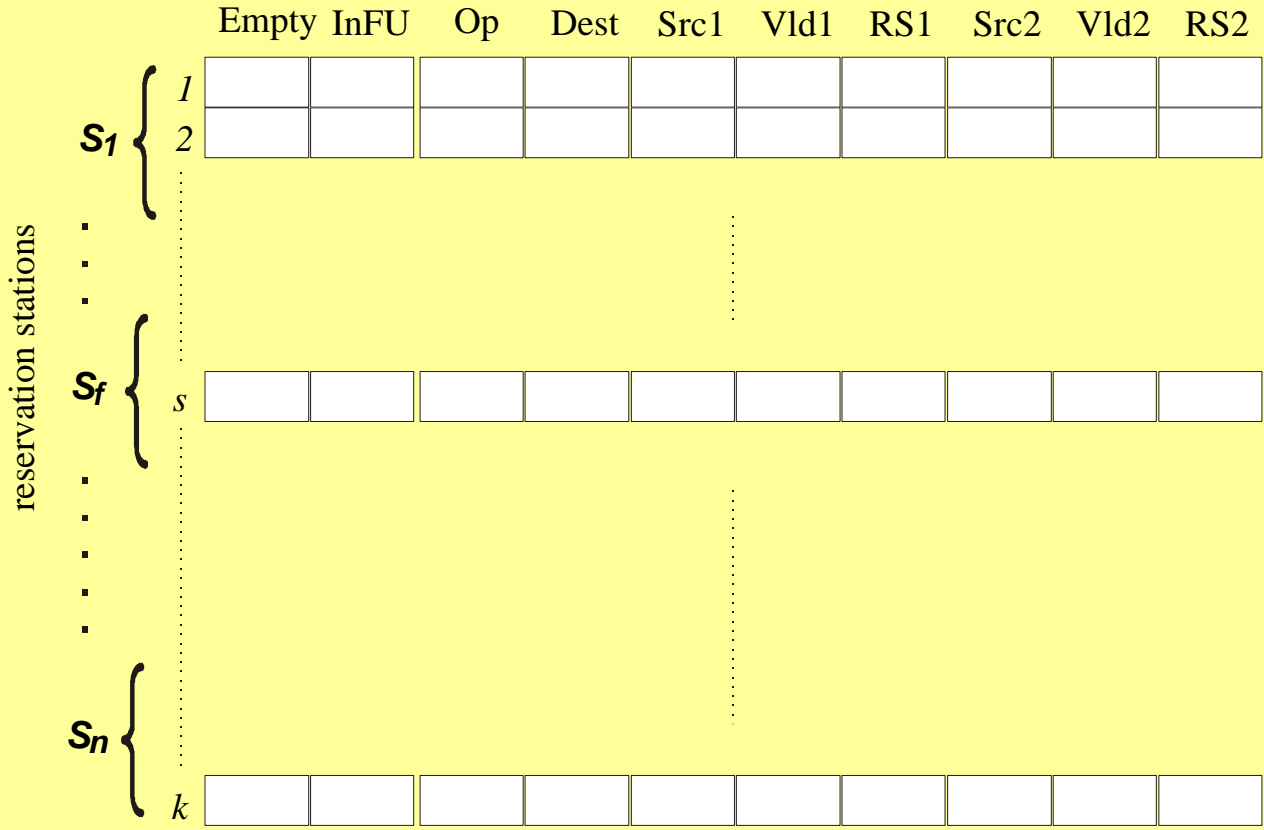 Empty InFU Op Dest Src1 Vld1 RS1 Src2 Vld2 RS2
1
S1 2
reservation stations
Sf s
Sn
k